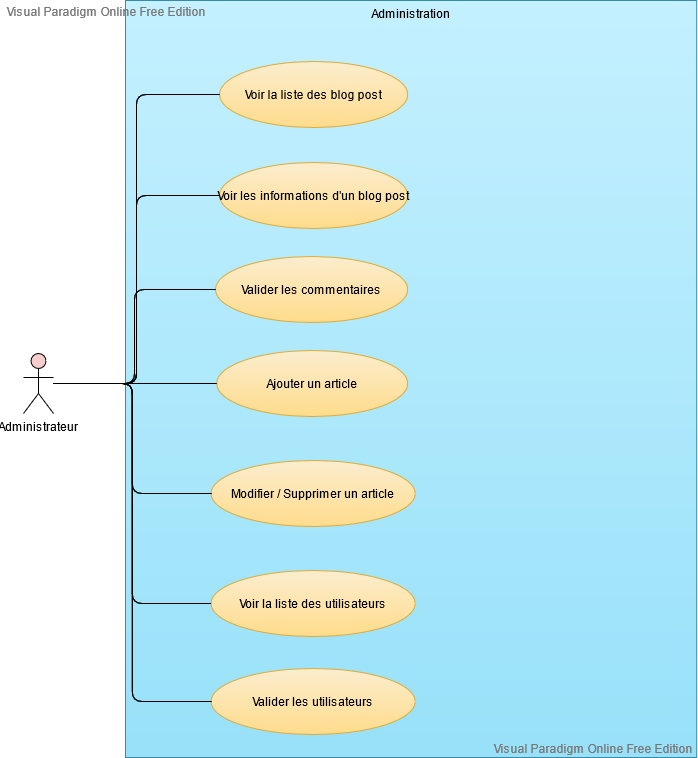 Visual Paradigm Online Free Edition
Administration
Voir la liste des blog post
Voir les informations d'un blog post
Valider les commentaires
Ajouter un article
Administrateur
Modifier / Supprimer un article
Voir la liste des utilisateurs
Valider les utilisateurs
Visual Paradigm Online Free Edition